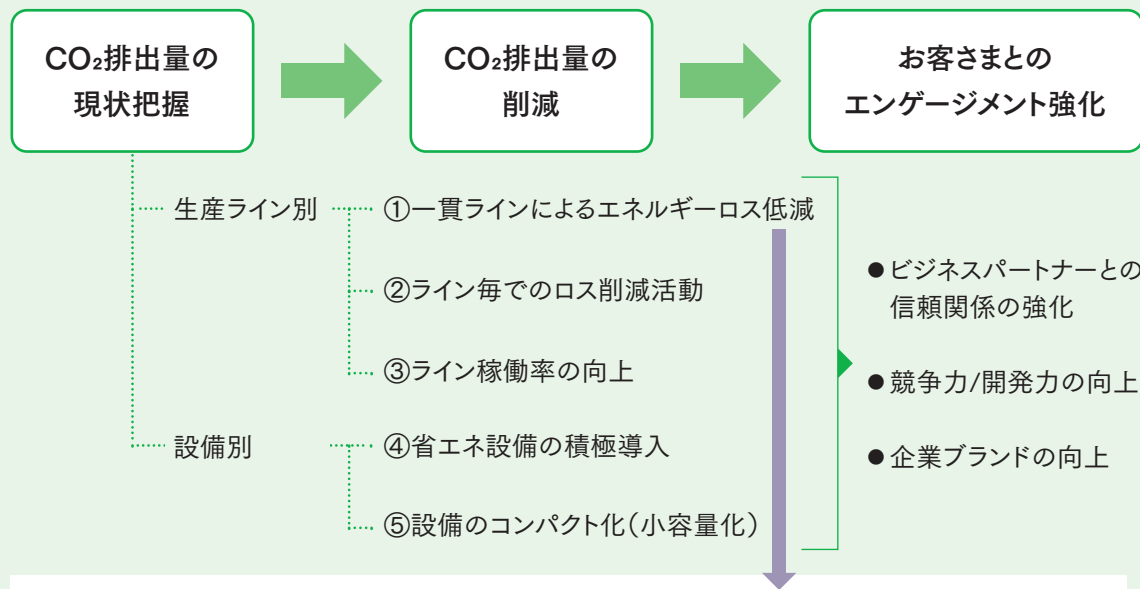 CO₂排出量の
現状把握
CO₂排出量の
削減
お客さまとの
エンゲージメント強化
生産ライン別
①一貫ラインによるエネルギーロス低減
②ライン毎でのロス削減活動
③ライン稼働率の向上
設備別
④省エネ設備の積極導入
⑤設備のコンパクト化（小容量化）
●ビジネスパートナーとの
信頼関係の強化
●競争力/開発力の向上
●企業ブランドの向上